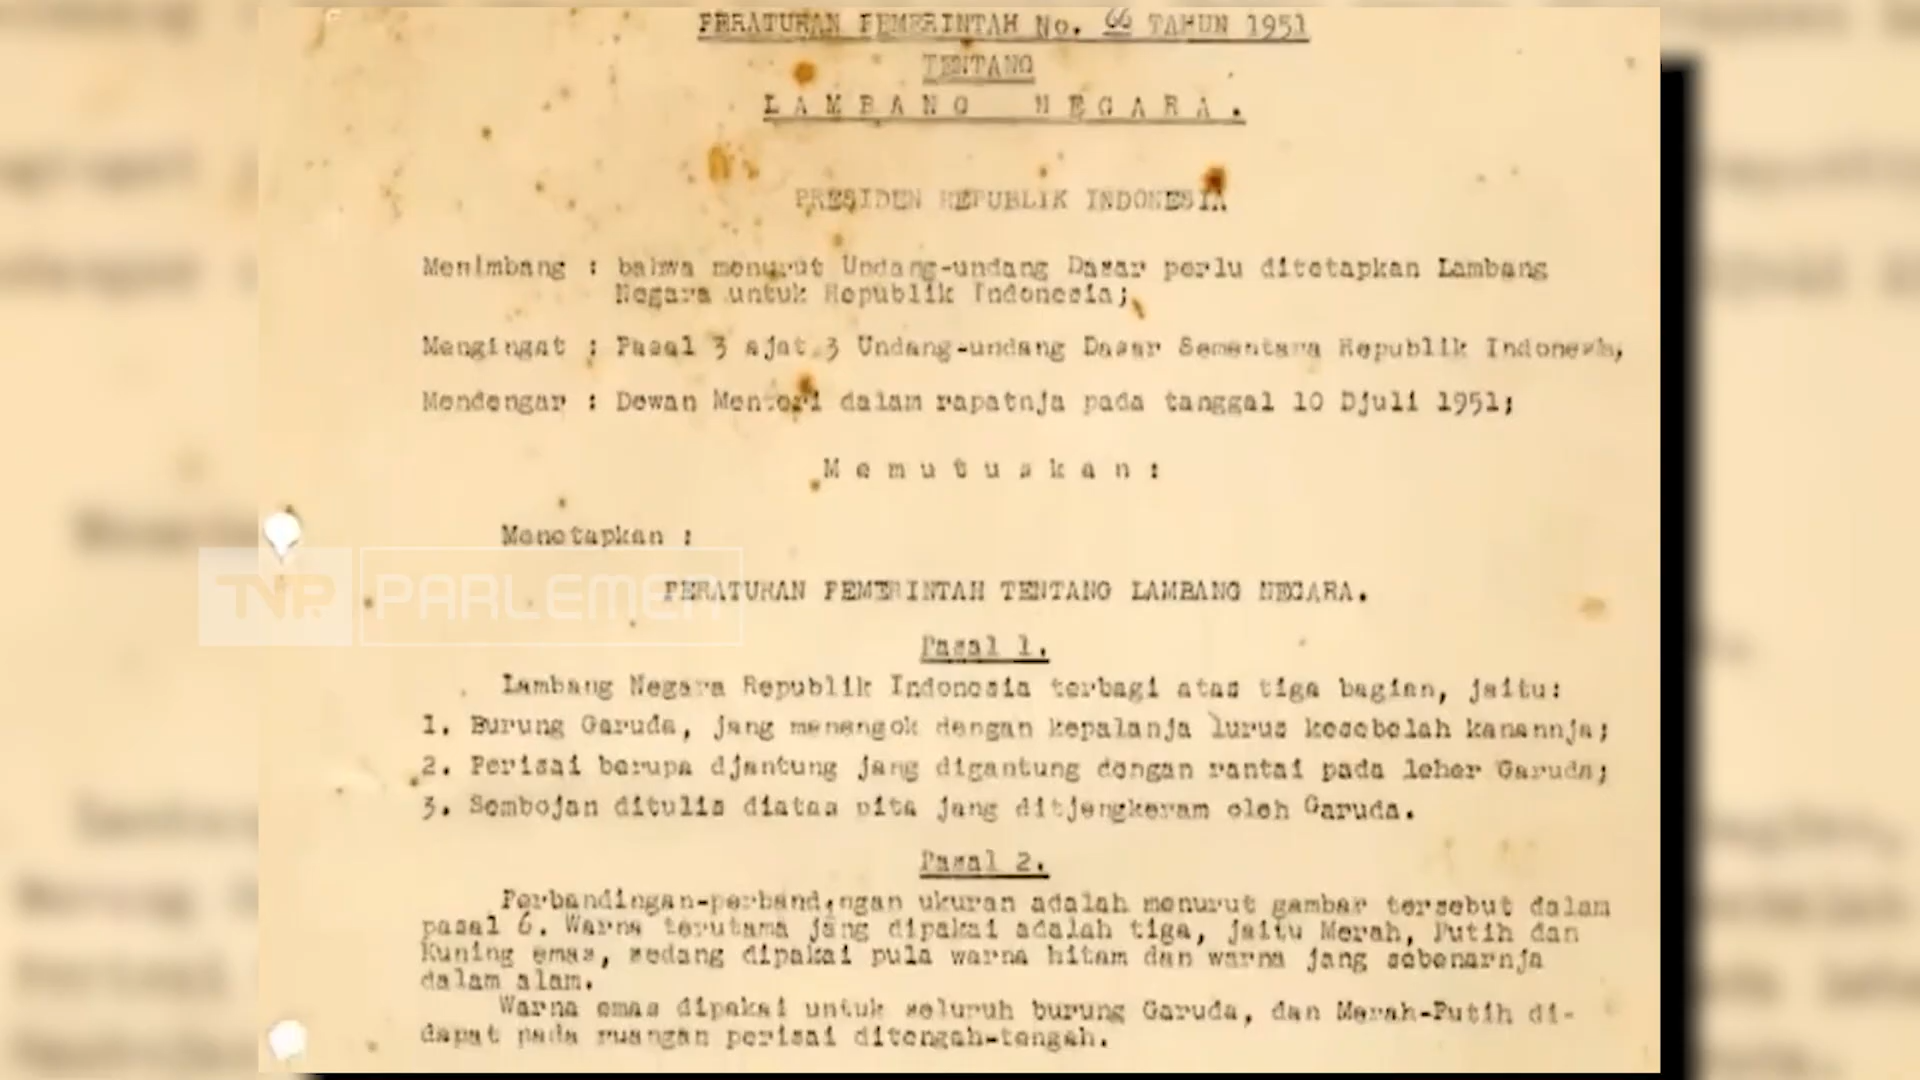 PERATURAN PEMERINTAH No. 66 TAHUN 1951
TENTANG
LAMBANG NEGARA.
PRESIDEN REPUBLIK INDONESIA
Menimbang : bahwa menurut Undang-undang Dasar perlu ditetapkan Lambang
Negara untuk Republik Indonesia;
Mengingat : Pasal 3 ajat 3 Undang-undang Dasar Sementara Republik Indonesia,
Mendengar : Dewan Menteri dalam rapatnja pada tanggal 10 Djuli 1951;
Memutuskan:
Menetapkan :
TVR PARLEMEN
PERATURAN PEMERINTAH TENTANG LAMBANG NEGARA.
Pasal 1.
Lambang Negara Republik Indonesia terbagi atas tiga bagian, jaitu:
1. Burung Garuda, jang menengok dengan kepalanja lurus kesebelah kanannja;
2. Perisai berupa djantung jang digantung dengan rantai pada leher Garuda;
3. Sembojan ditulis diatas pita jang ditjengkeram oleh Garuda.
Pasal 2.
Perbandingan-perbandingan ukuran adalah menurut gambar tersebut dalam
pasal 6. Warna terutama jang dipakai adalah tiga, jaitu Merah, Putih dan
Kuning emas, sedang dipakai pula warna hitam dan warna jang sebenarnja
dalam alam.
Warna emas dipakai untuk seluruh burung Garuda, dan Merah-Putih di-
dapat pada ruangan perisai ditengah-tengah.